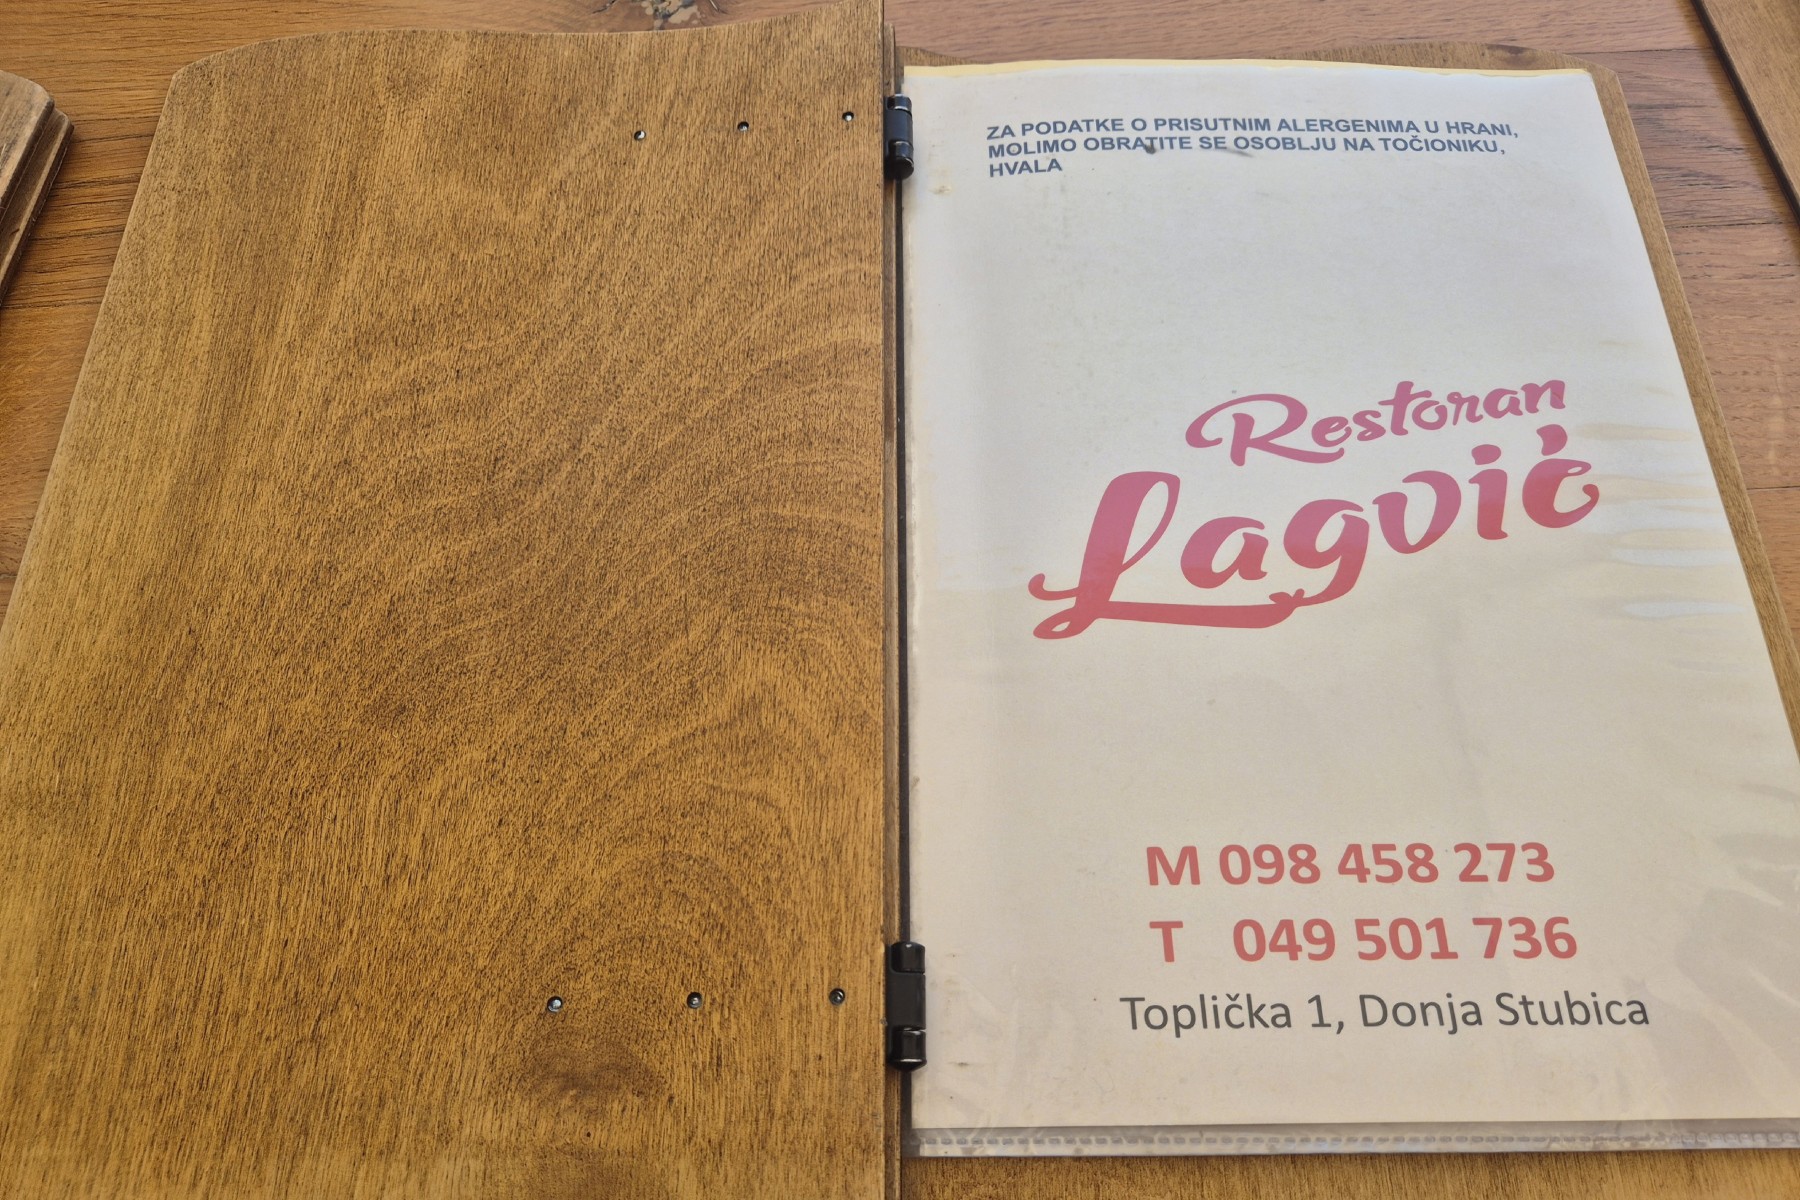 ZA PODATKE O PRISUTNIM ALERGENIMA U HRANI,
MOLIMO OBRATITE SE OSOBLJU NA TOČIONIKU,
HVALA
Restoran
Lagvić
M 098 458 273
T 049 501 736
Toplička 1, Donja Stubica